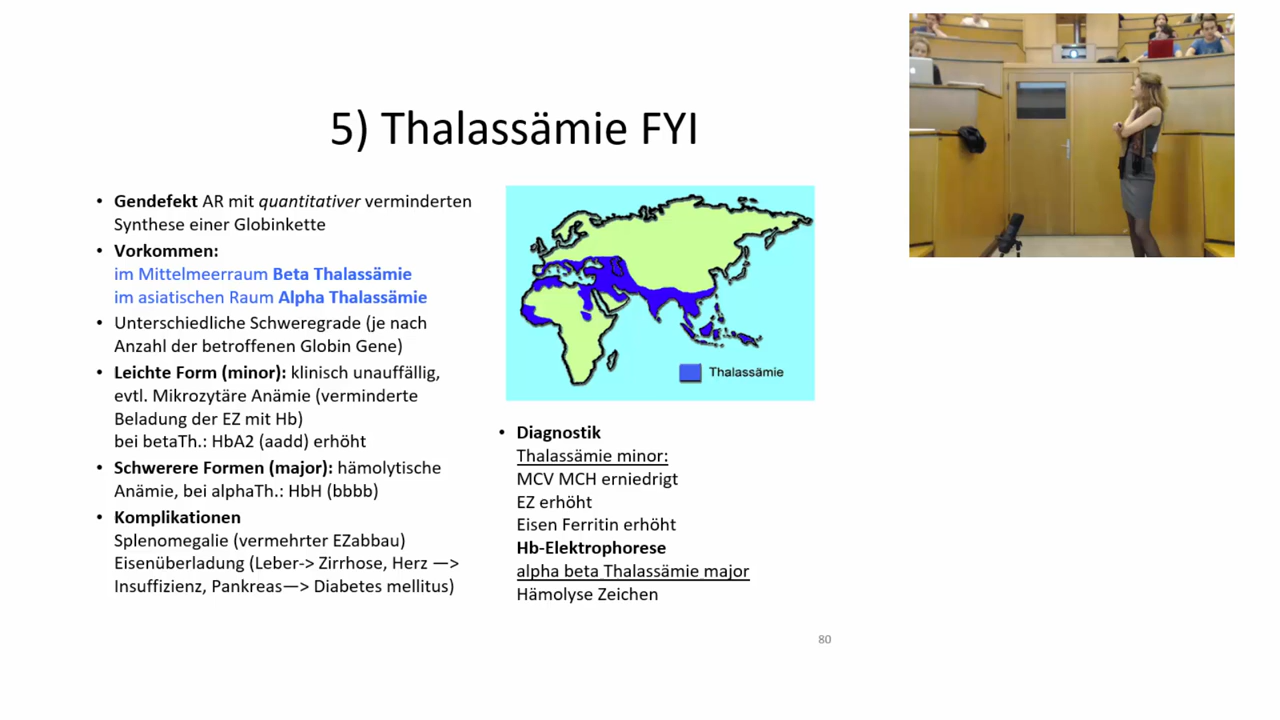 5) Thalassämie FYI
• Gendefekt AR mit quantitativer verminderten
Synthese einer Globinkette
• Vorkommen:
im Mittelmeerraum Beta Thalassämie
im asiatischen Raum Alpha Thalassämie
• Unterschiedliche Schweregrade (je nach
Anzahl der betroffenen Globin Gene)
• Leichte Form (minor): klinisch unauffällig,
evtl. Mikrozytäre Anämie (verminderte
Beladung der EZ mit Hb)
bei betaTh.: HbA2 (aadd) erhöht
• Schwerere Formen (major): hämolytische
Anämie, bei alphaTh.: HbH (bbbb)
• Komplikationen
Splenomegalie (vermehrter EZabbau)
Eisenüberladung (Leber-> Zirrhose, Herz —>
Insuffizienz, Pankreas—> Diabetes mellitus)
Thalassämie
• Diagnostik
Thalassämie minor:
MCV MCH erniedrigt
EZ erhöht
Eisen Ferritin erhöht
Hb-Elektrophorese
alpha beta Thalassämie major
Hämolyse Zeichen
80